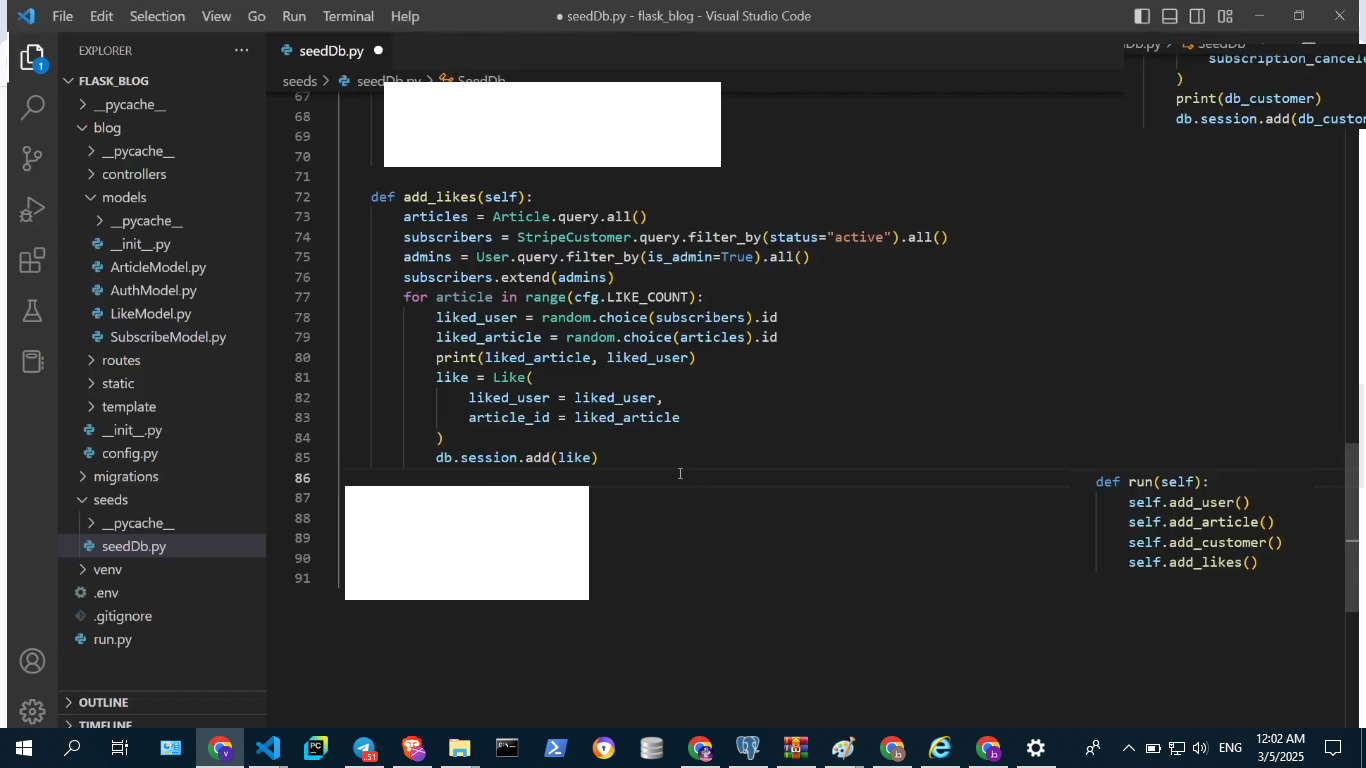 File Edit Selection View Go Run Terminal Help
● seedDb.py - flask_blog - Visual Studio Code
EXPLORER
seedDb.py ●
1
FLASK_BLOG
__pycache__
blog
__pycache__
controllers
models
__pycache__
__init__.py
ArticleModel.py
AuthModel.py
LikeModel.py
SubscribeModel.py
routes
static
template
__init__.py
config.py
migrations
seeds
__pycache__
seedDb.py
venv
.env
.gitignore
run.py
OUTLINE
TIMELINE
seeds > seedDb.py > SeedDb
Db.py > SeedDb
subscription_cancele
)
print(db_customer)
db.session.add(db_custom
67
68
69
70
71
72 def add_likes(self):
73 articles = Article.query.all()
74 subscribers = StripeCustomer.query.filter_by(status="active").all()
75 admins = User.query.filter_by(is_admin=True).all()
76 subscribers.extend(admins)
77 for article in range(cfg.LIKE_COUNT):
78 liked_user = random.choice(subscribers).id
79 liked_article = random.choice(articles).id
80 print(liked_article, liked_user)
81 like = Like(
82 liked_user = liked_user,
83 article_id = liked_article
84 )
85 db.session.add(like)
86
87
88
89
90
91
def run(self):
self.add_user()
self.add_article()
self.add_customer()
self.add_likes()
51
ENG
12:02 AM
3/5/2025